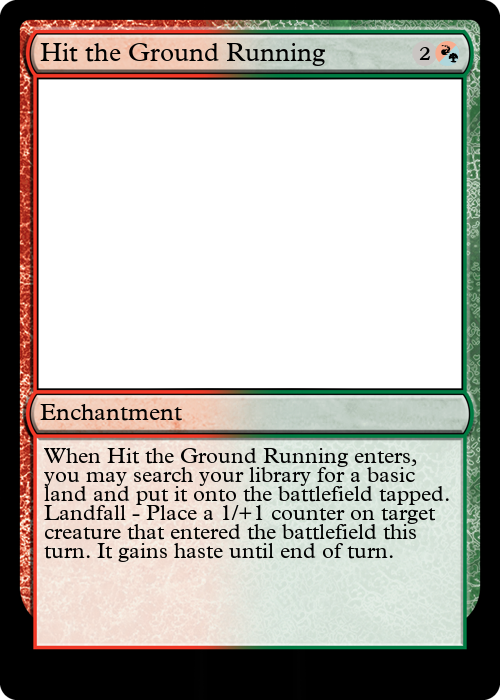 Hit the Ground Running
2
Enchantment
When Hit the Ground Running enters,
you may search your library for a basic
land and put it onto the battlefield tapped.
Landfall - Place a 1/+1 counter on target
creature that entered the battlefield this
turn. It gains haste until end of turn.